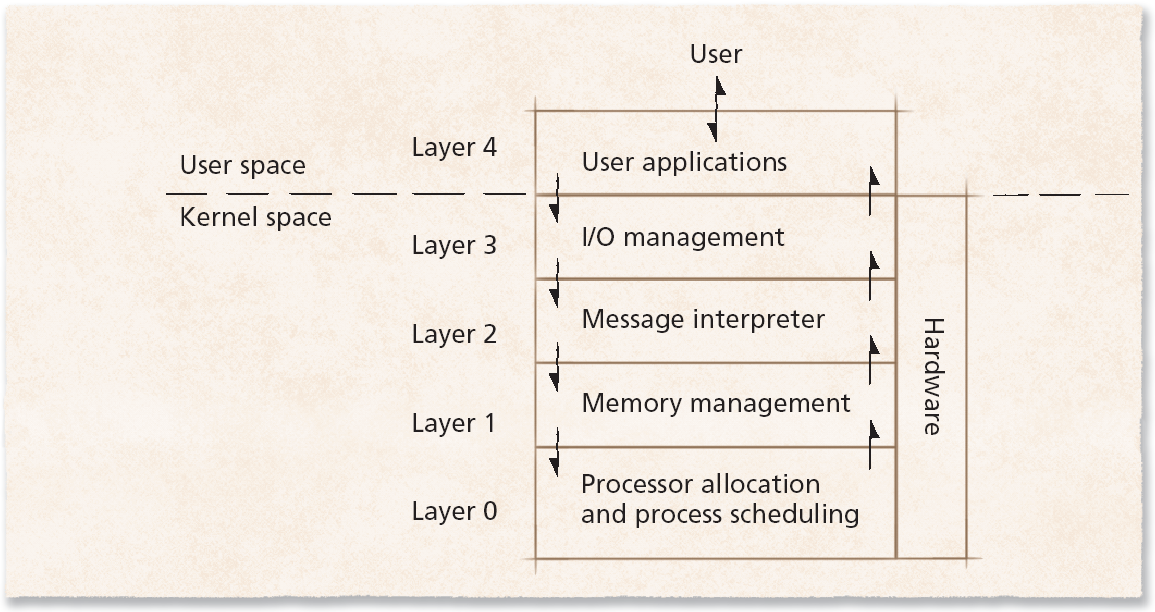 User
Layer 4
User applications
User space
Kernel space
Layer 3
I/O management
Layer 2
Message interpreter
Layer 1
Memory management
Layer 0
Processor allocation
and process scheduling
Hardware